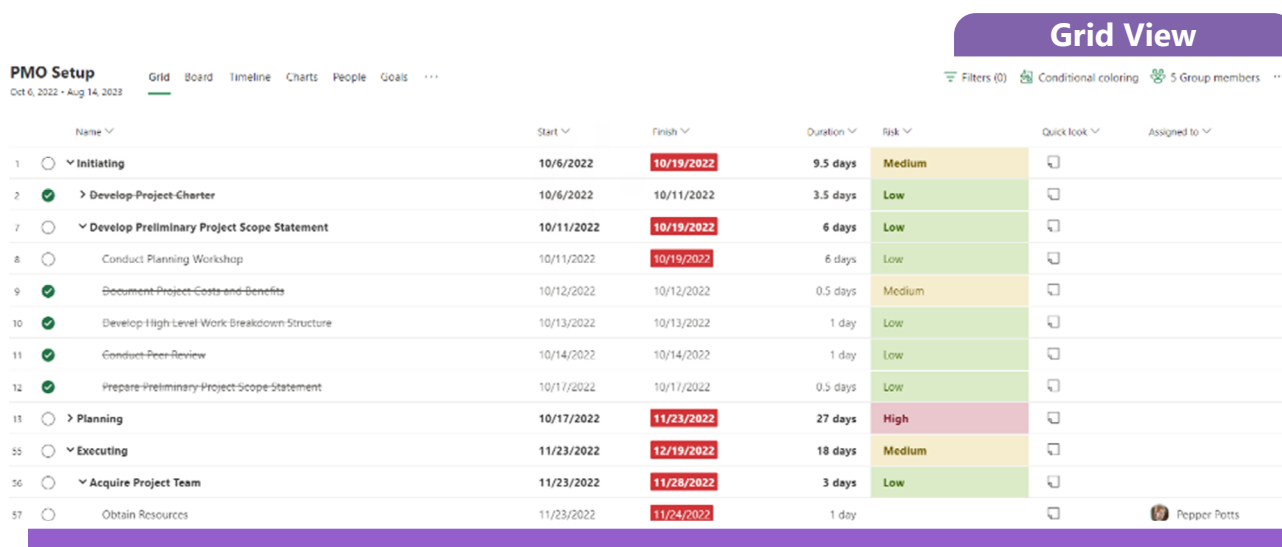 Grid View
PMO Setup
Grid Board Timeline Charts People Goals ...
Filters (0) Conditional coloring 5 Group members
Oct 6, 2022 - Aug 14, 2023
Name Start Finish Duration Risk Quick look Assigned to
1 Initiating 10/6/2022 10/19/2022 9.5 days Medium
2 Develop Project Charter 10/6/2022 10/11/2022 3.5 days Low
7 Develop Preliminary Project Scope Statement 10/11/2022 10/19/2022 6 days Low
8 Conduct Planning Workshop 10/11/2022 10/19/2022 6 days Low
9 Document Project Costs and Benefits 10/12/2022 10/12/2022 0.5 days Medium
10 Develop High Level Work Breakdown Structure 10/13/2022 10/13/2022 1 day Low
11 Conduct Peer Review 10/14/2022 10/14/2022 1 day Low
12 Prepare Preliminary Project Scope Statement 10/17/2022 10/17/2022 0.5 days Low
13 Planning 10/17/2022 11/23/2022 27 days High
55 Executing 11/23/2022 12/19/2022 18 days Medium
56 Acquire Project Team 11/23/2022 11/28/2022 3 days Low
57 Obtain Resources 11/23/2022 11/24/2022 1 day Pepper Potts